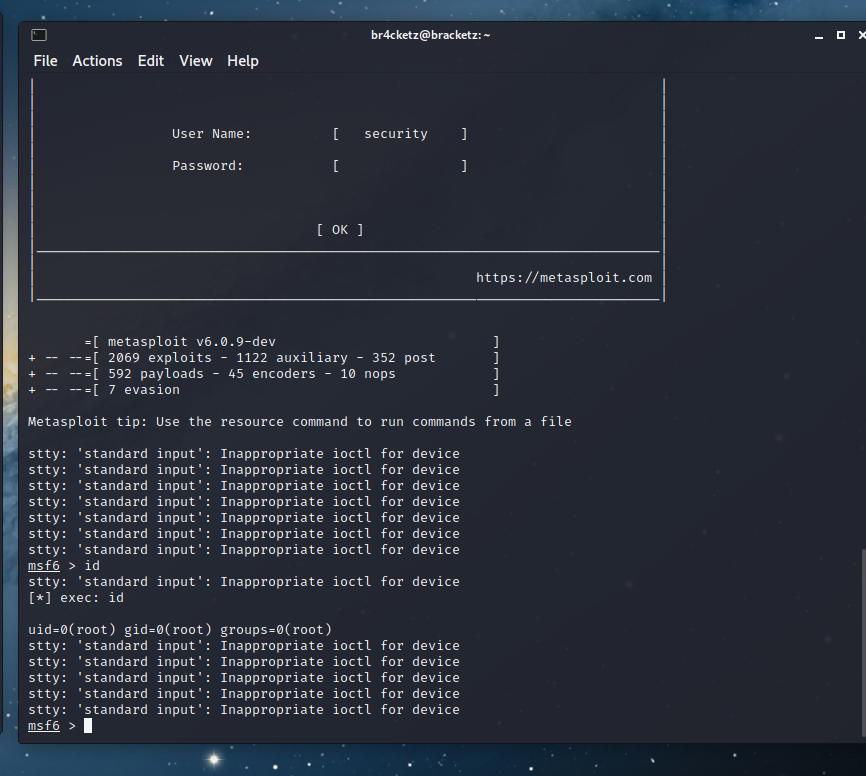 br4cketz@bracketz: ~
File Actions Edit View Help
User Name: [ security ]
Password: [ ]
[ OK ]
https://metasploit.com
=[ metasploit v6.0.9-dev ]
+ -- --=[ 2069 exploits - 1122 auxiliary - 352 post ]
+ -- --=[ 592 payloads - 45 encoders - 10 nops ]
+ -- --=[ 7 evasion ]
Metasploit tip: Use the resource command to run commands from a file
stty: 'standard input': Inappropriate ioctl for device
stty: 'standard input': Inappropriate ioctl for device
stty: 'standard input': Inappropriate ioctl for device
stty: 'standard input': Inappropriate ioctl for device
stty: 'standard input': Inappropriate ioctl for device
stty: 'standard input': Inappropriate ioctl for device
stty: 'standard input': Inappropriate ioctl for device
msf6 > id
stty: 'standard input': Inappropriate ioctl for device
[*] exec: id
uid=0(root) gid=0(root) groups=0(root)
stty: 'standard input': Inappropriate ioctl for device
stty: 'standard input': Inappropriate ioctl for device
stty: 'standard input': Inappropriate ioctl for device
stty: 'standard input': Inappropriate ioctl for device
stty: 'standard input': Inappropriate ioctl for device
msf6 >